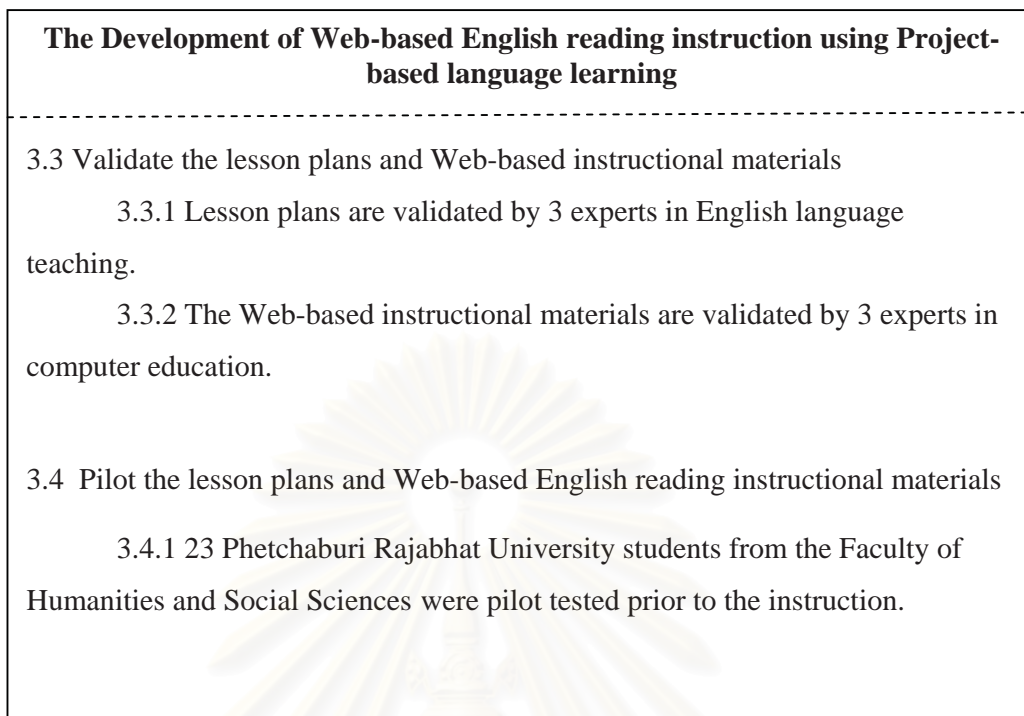 The Development of Web-based English reading instruction using Project-
based language learning
3.3 Validate the lesson plans and Web-based instructional materials
3.3.1 Lesson plans are validated by 3 experts in English language
teaching.
3.3.2 The Web-based instructional materials are validated by 3 experts in
computer education.
3.4 Pilot the lesson plans and Web-based English reading instructional materials
3.4.1 23 Phetchaburi Rajabhat University students from the Faculty of
Humanities and Social Sciences were pilot tested prior to the instruction.